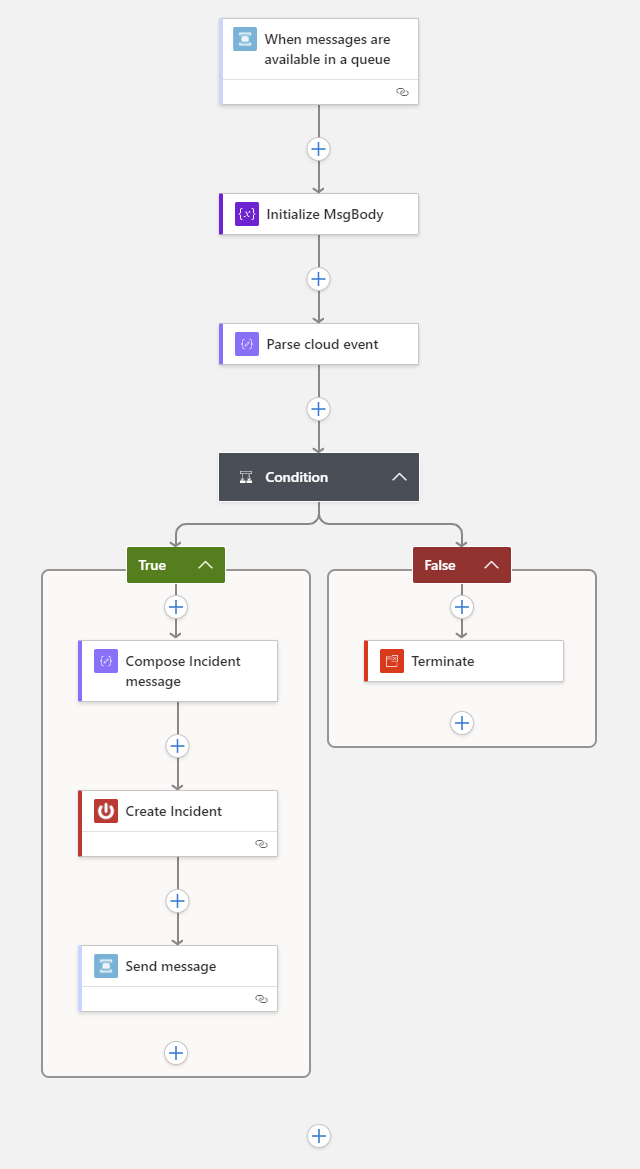 When messages are
available in a queue
{x} Initialize MsgBody
Parse cloud event
Condition
True
False
Compose Incident
message
Terminate
Create Incident
Send message